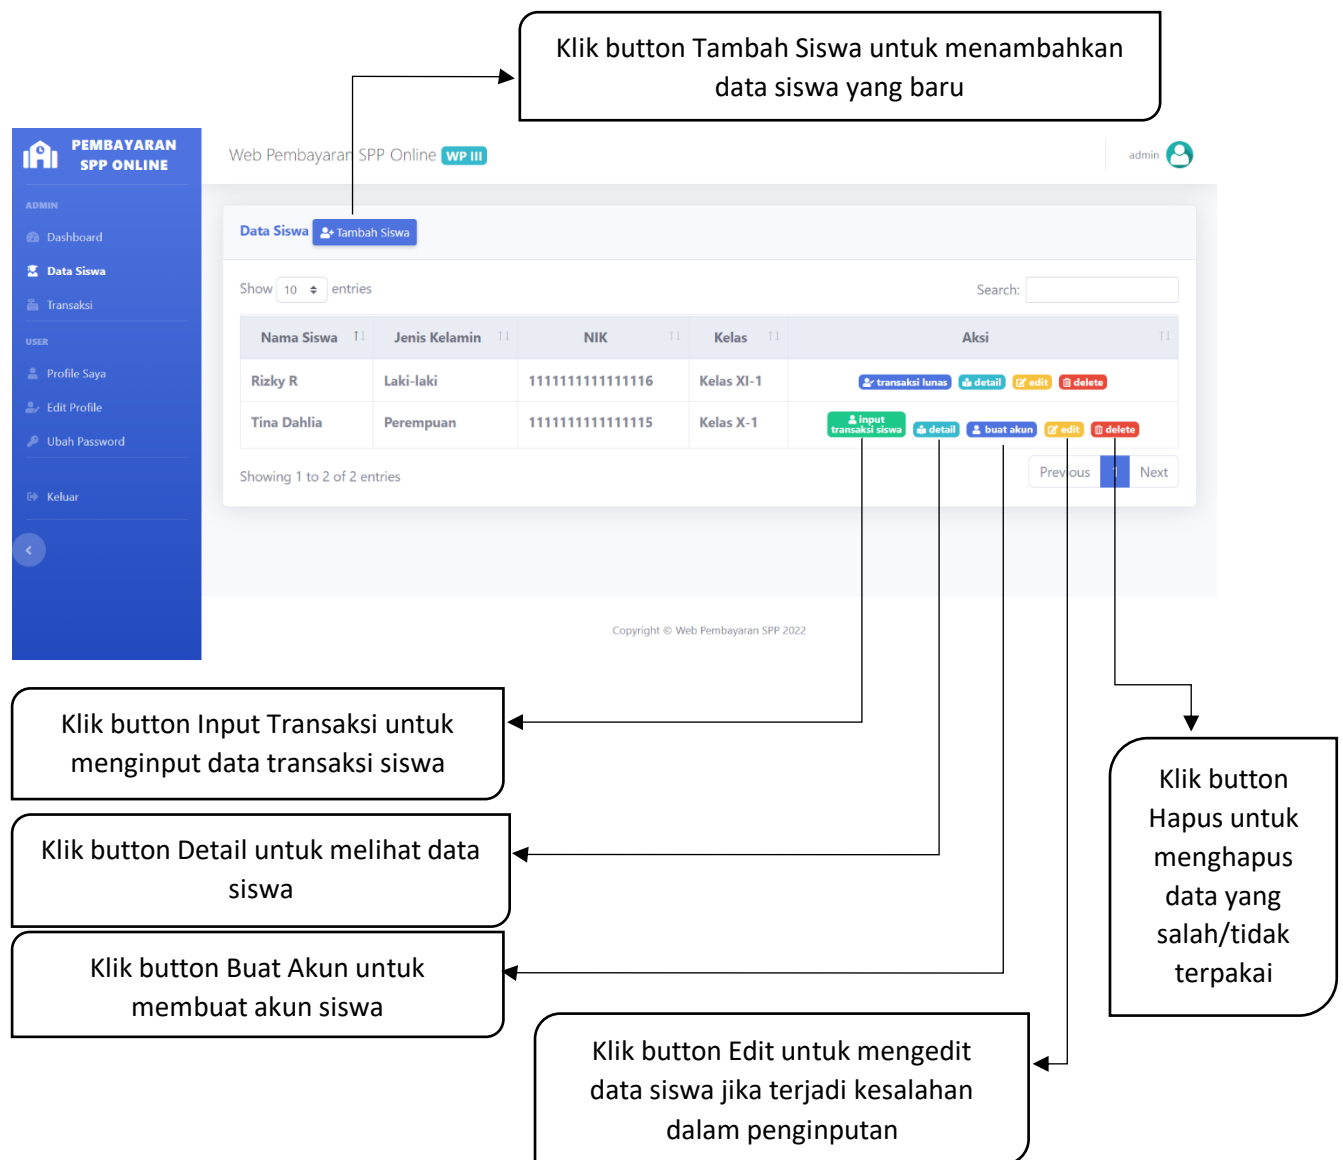 Klik button Tambah Siswa untuk menambahkan
data siswa yang baru
PEMBAYARAN
SPP ONLINE
Web Pembayaran SPP Online WP III
admin
ADMIN
Dashboard
Data Siswa
Transaksi
USER
Profile Saya
Edit Profile
Ubah Password
Keluar
Data Siswa Tambah Siswa
Show 10 entries
Search:
Nama Siswa Jenis Kelamin NIK Kelas Aksi
Rizky R Laki-laki 1111111111111116 Kelas XI-1 transaksi lunas detail edit delete
Tina Dahlia Perempuan 1111111111111115 Kelas X-1 input transaksi siswa detail buat akun edit delete
Showing 1 to 2 of 2 entries
Previous 1 Next
Copyright © Web Pembayaran SPP 2022
Klik button Input Transaksi untuk
menginput data transaksi siswa
Klik button Detail untuk melihat data
siswa
Klik button Buat Akun untuk
membuat akun siswa
Klik button Edit untuk mengedit
data siswa jika terjadi kesalahan
dalam penginputan
Klik button
Hapus untuk
menghapus
data yang
salah/tidak
terpakai